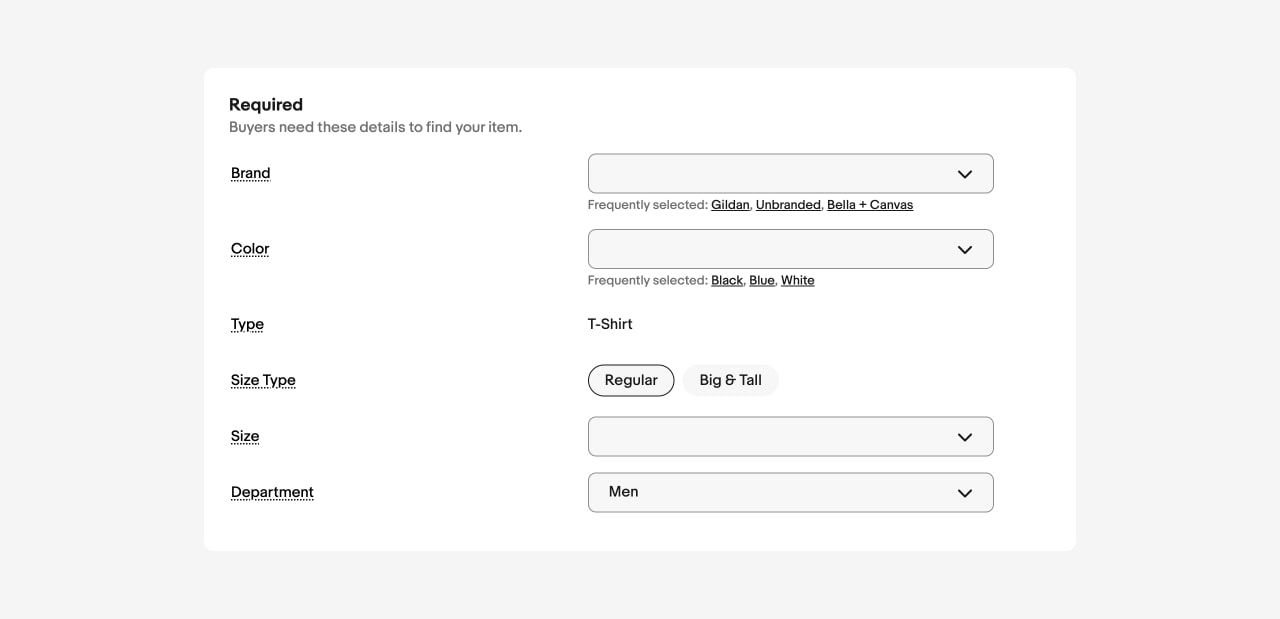 Required
Buyers need these details to find your item.
Brand
Frequently selected: Gildan, Unbranded, Bella + Canvas
Color
Frequently selected: Black, Blue, White
Type
T-Shirt
Size Type
Regular
Big & Tall
Size
Department
Men